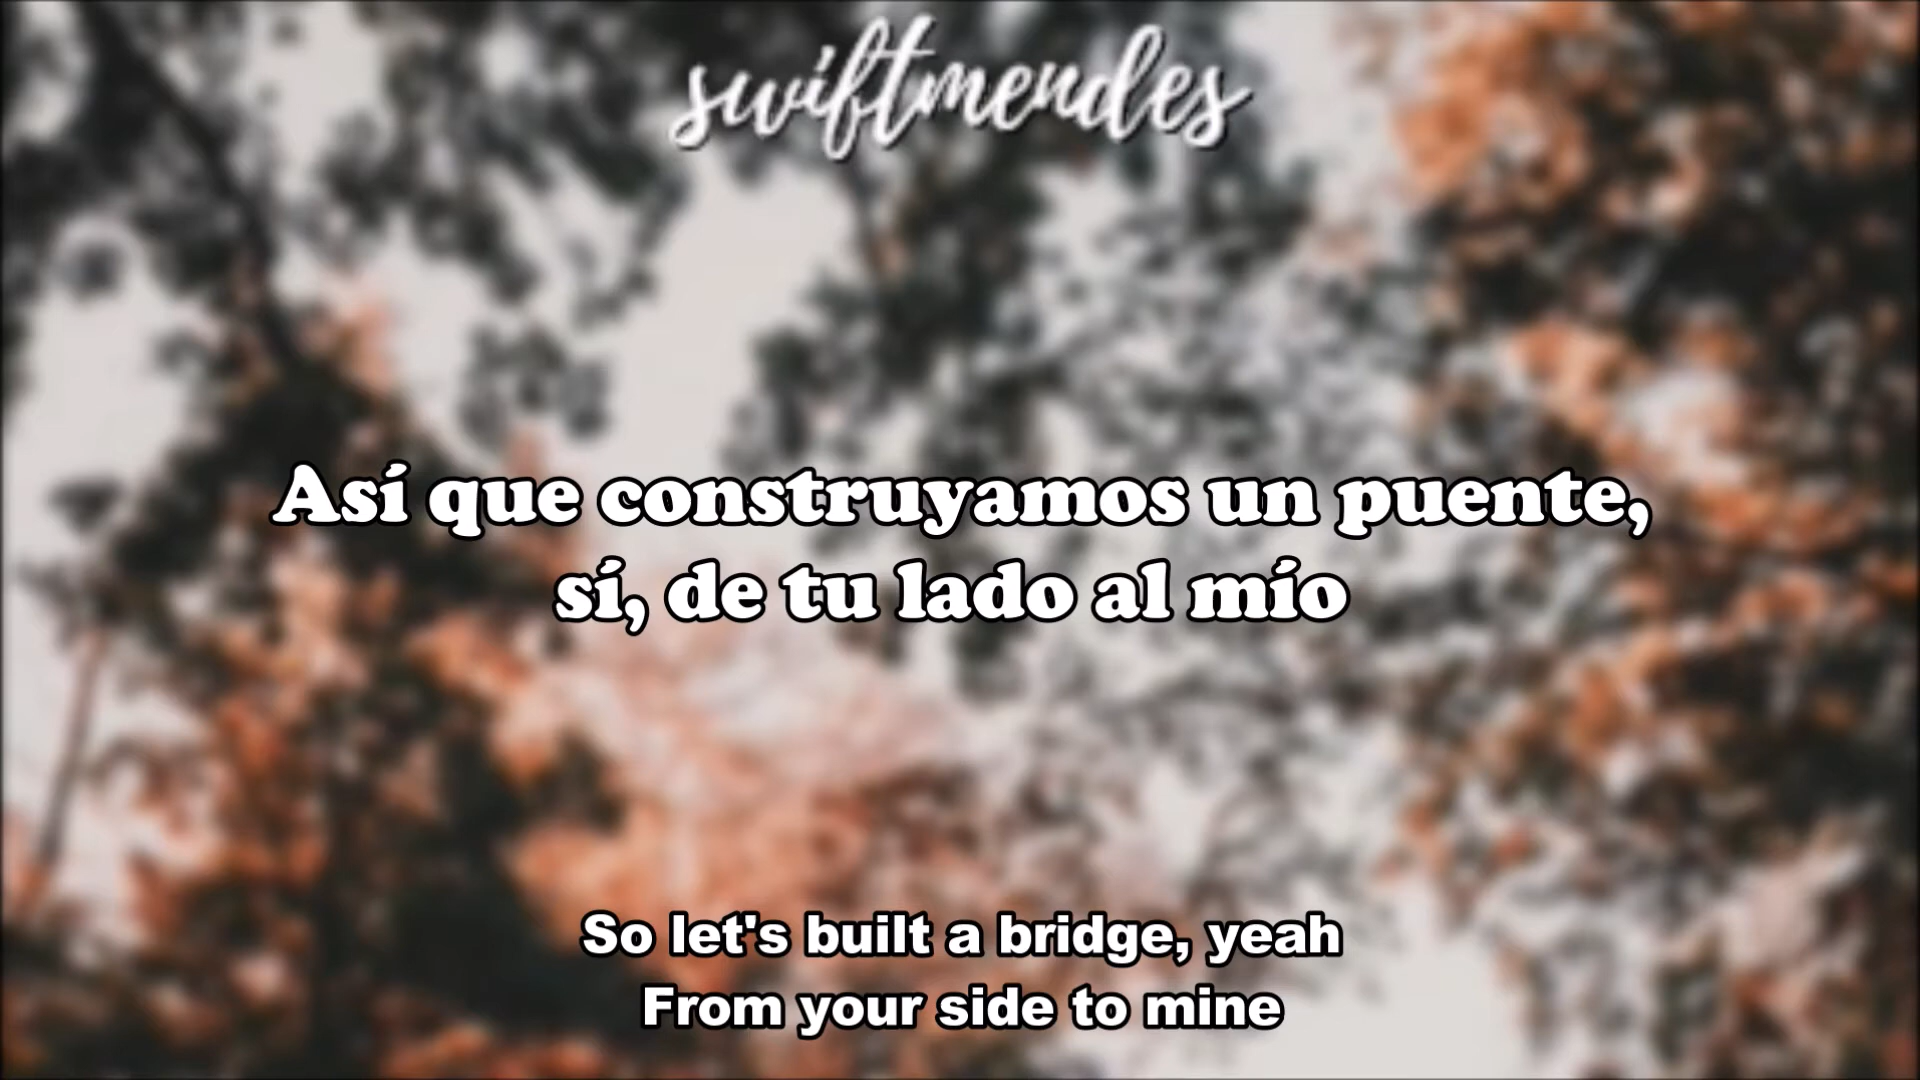 swiftmendes
Así que construyamos un puente,
sí, de tu lado al mío
So let's built a bridge, yeah
From your side to mine